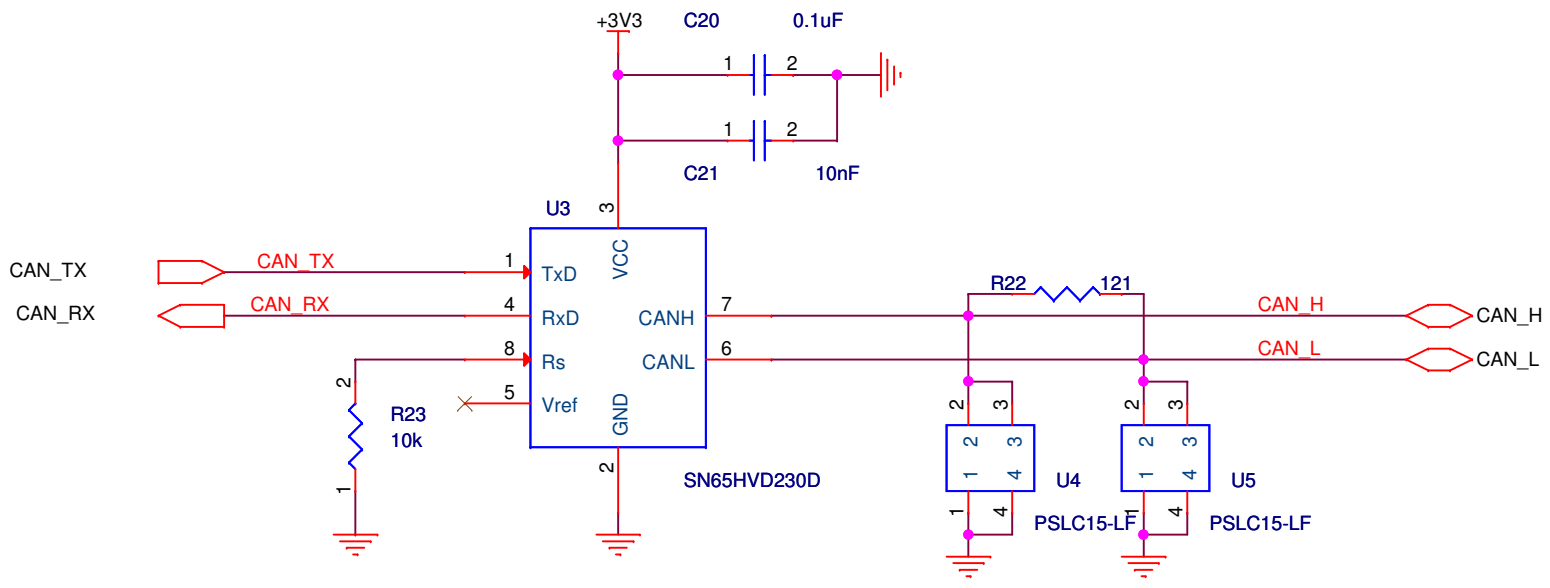 +3V3
C20
0.1uF
1
2
1
2
C21
10nF
U3
3
VCC
CAN_TX
CAN_TX
1
TxD
CAN_RX
CAN_RX
4
RxD
8
Rs
5
Vref
GND
2
CANH
7
CANL
6
SN65HVD230D
2
R23
10k
1
R22
121
CAN_H
CAN_H
CAN_L
CAN_L
2
3
2
3
1
4
1
4
U4
PSLC15-LF
2
3
2
3
1
4
1
4
U5
PSLC15-LF